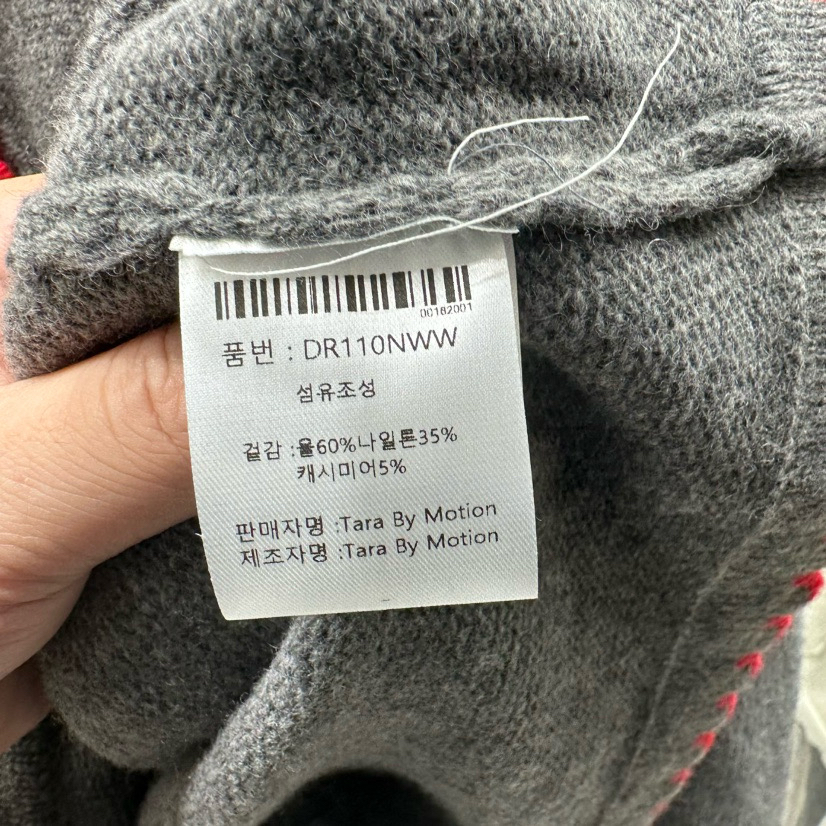 00182001
품번 : DR110NWW
섬유조성
겉감 :울60%나일론35%
캐시미어5%
판매자명 :Tara By Motion
제조자명 :Tara By Motion